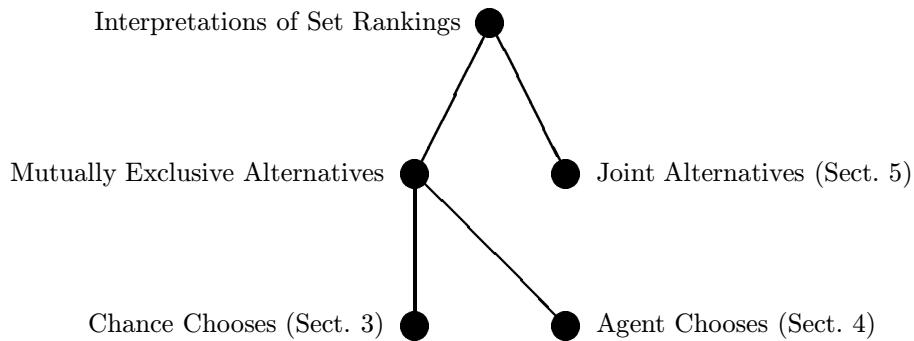 Interpretations of Set Rankings
Mutually Exclusive Alternatives
Joint Alternatives (Sect. 5)
Chance Chooses (Sect. 3)
Agent Chooses (Sect. 4)